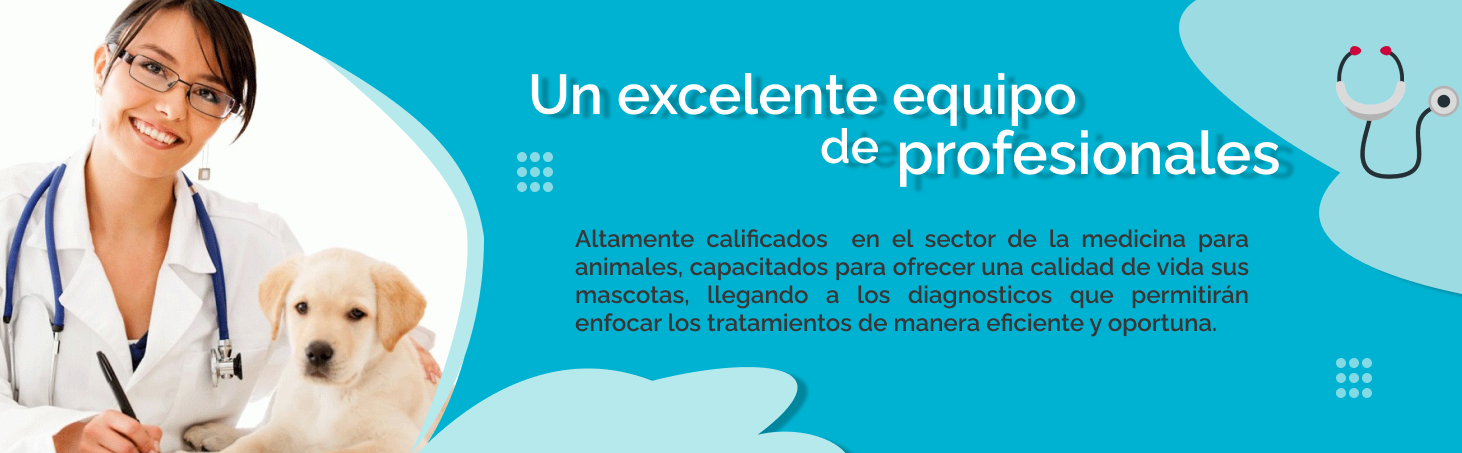 Un excelente equipo
de profesionales
Altamente calificados en el sector de la medicina para
animales, capacitados para ofrecer una calidad de vida sus
mascotas, llegando a los diagnosticos que permitirán
enfocar los tratamientos de manera eficiente y oportuna.